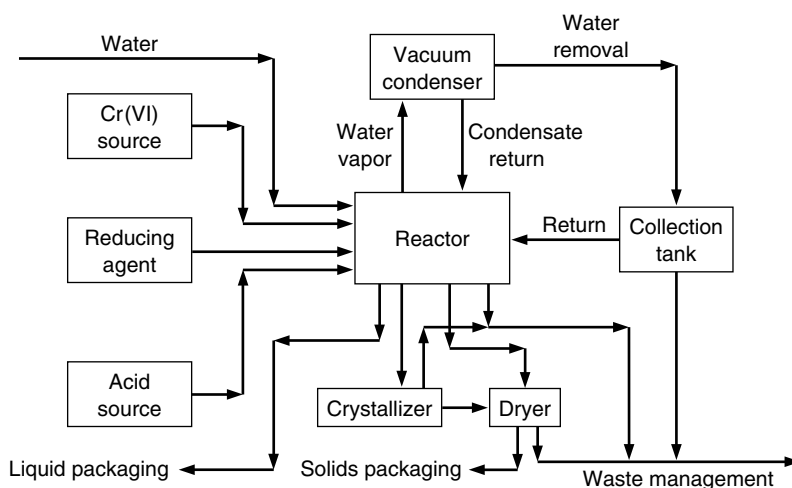 Water
Vacuum
condenser
Water
removal
Cr(VI)
source
Water
vapor
Condensate
return
Reducing
agent
Reactor
Return
Collection
tank
Acid
source
Crystallizer
Dryer
Liquid packaging
Solids packaging
Waste management